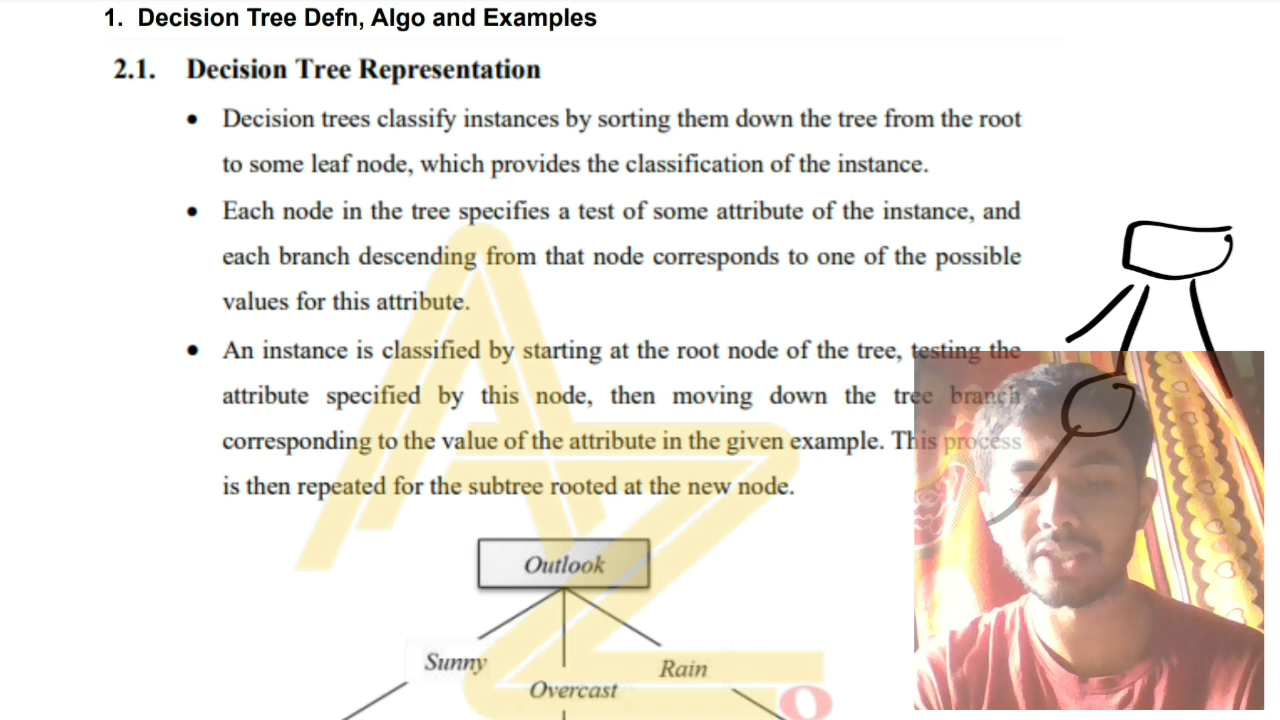 1. Decision Tree Defn, Algo and Examples
2.1. Decision Tree Representation
• Decision trees classify instances by sorting them down the tree from the root
to some leaf node, which provides the classification of the instance.
• Each node in the tree specifies a test of some attribute of the instance, and
each branch descending from that node corresponds to one of the possible
values for this attribute.
• An instance is classified by starting at the root node of the tree, testing the
attribute specified by this node, then moving down the tree branch
corresponding to the value of the attribute in the given example. This process
is then repeated for the subtree rooted at the new node.
Outlook
Sunny
Rain
Overcast